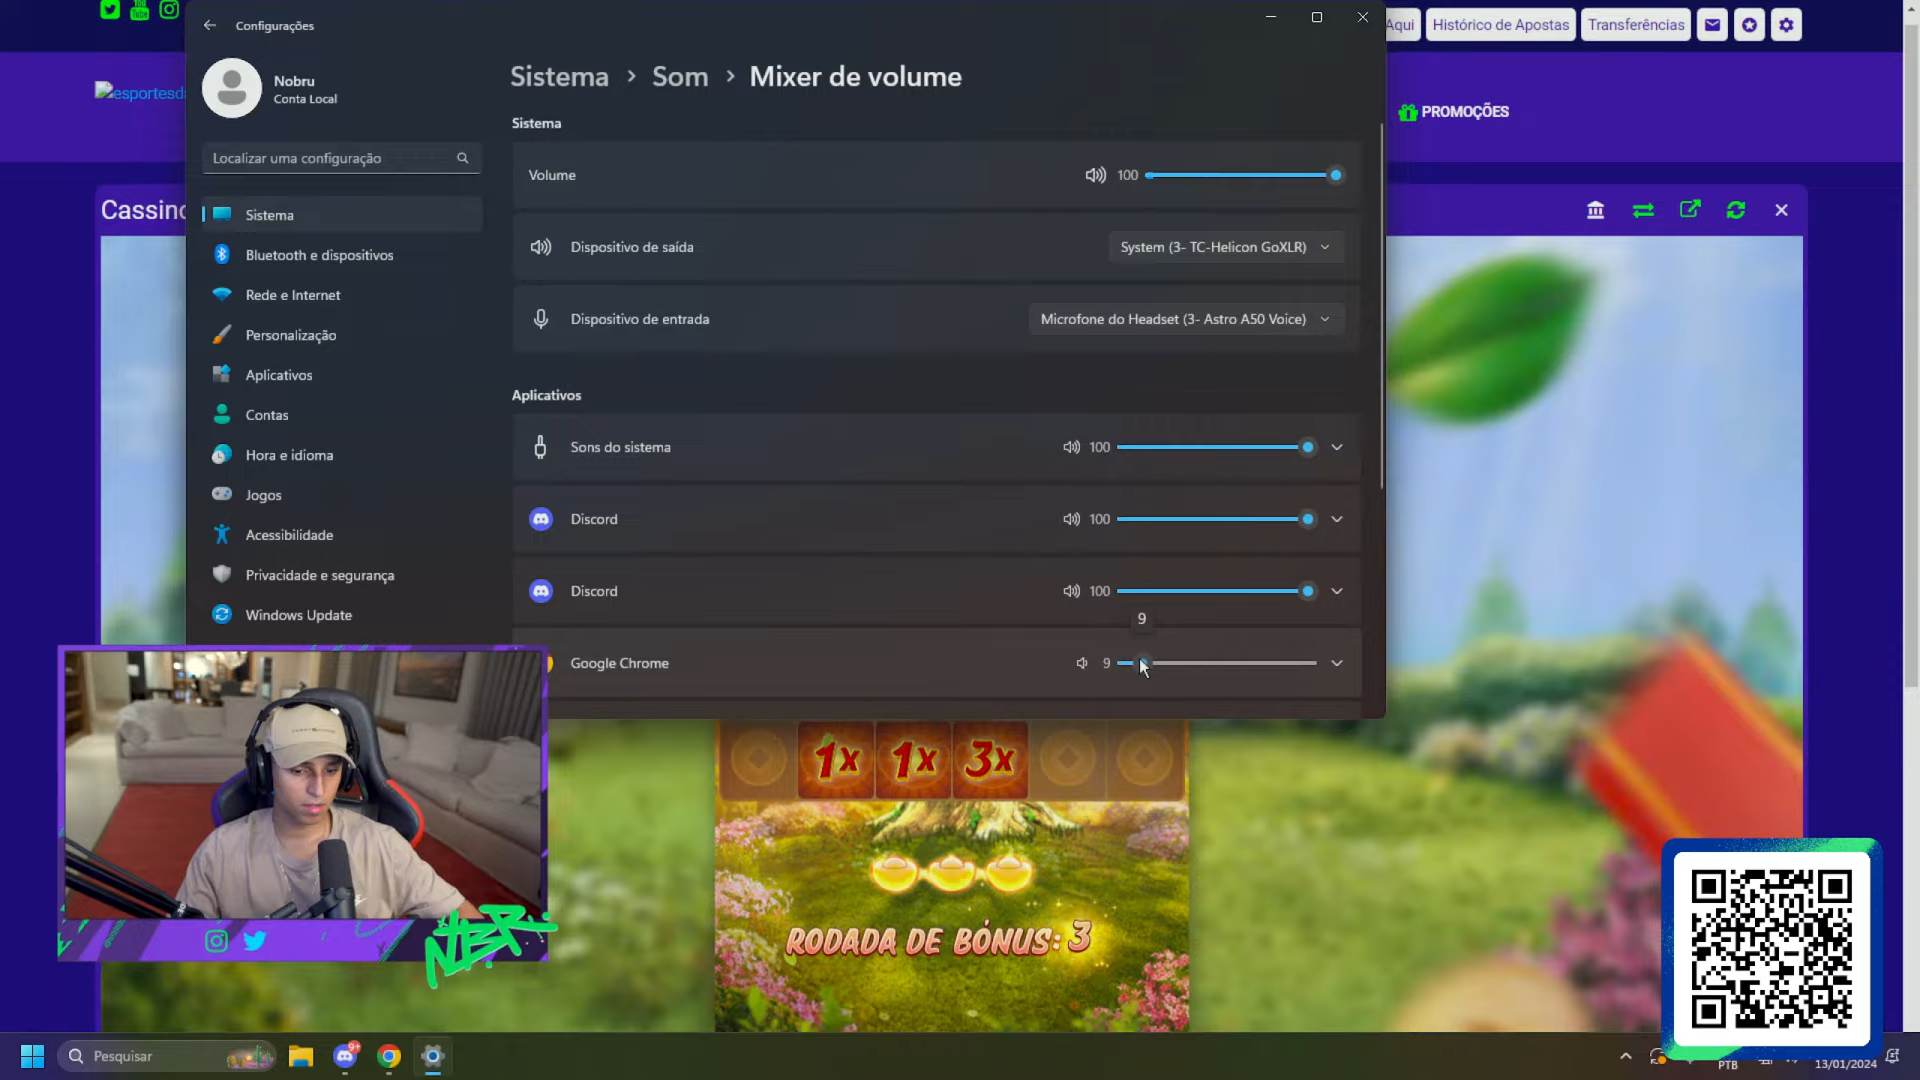 Configurações
Aqui
Histórico de Apostas
Transferências
Nobru
Conta Local
Sistema > Som > Mixer de volume
esportesd
PROMOÇÕES
Sistema
Localizar uma configuração
Volume
100
Cassino
Sistema
Bluetooth e dispositivos
Rede e Internet
Personalização
Aplicativos
Contas
Hora e idioma
Jogos
Acessibilidade
Privacidade e segurança
Windows Update
Dispositivo de saída
System (3- TC-Helicon GoXLR)
Dispositivo de entrada
Microfone do Headset (3- Astro A50 Voice)
Aplicativos
Sons do sistema
100
Discord
100
Discord
100
9
Google Chrome
9
1x
1x
3x
RODADA DE BÔNUS: 3
NBR
Pesquisar
9+
PTB
13/01/2024